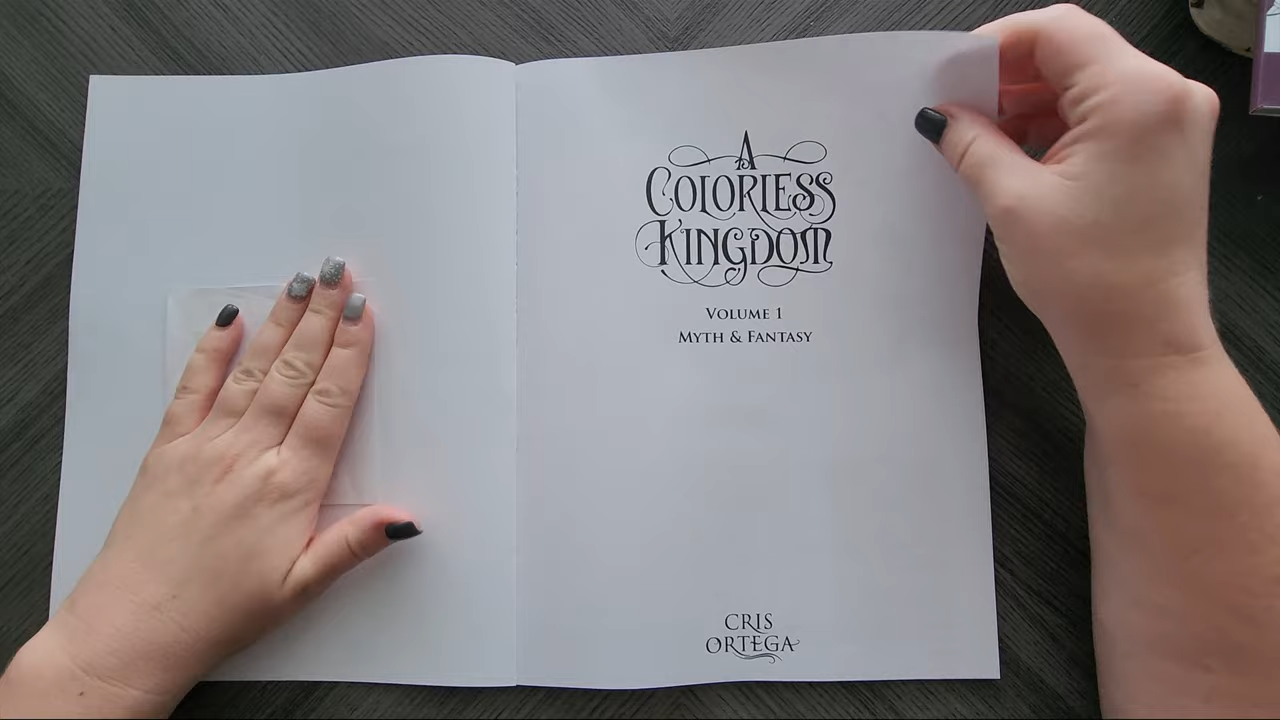 A
COLORLESS
KINGDOM
VOLUME 1
MYTH & FANTASY
CRIS
ORTEGA